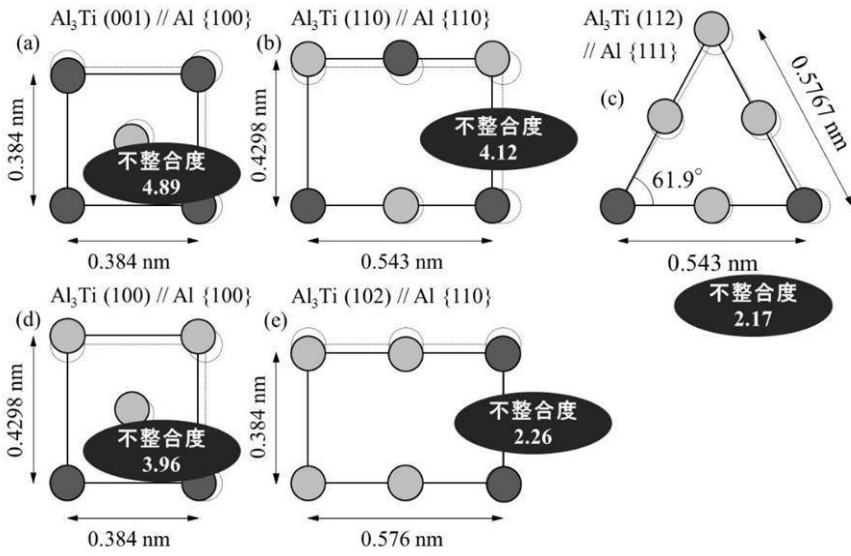 Al₃Ti (001) // Al {100}
(a)
0.384 nm
不整合度
4.89
0.384 nm
Al₃Ti (110) // Al {110}
(b)
0.4298 nm
不整合度
4.12
0.543 nm
Al₃Ti (112)
// Al {111}
(c)
0.5767 nm
61.9°
0.543 nm
不整合度
2.17
Al₃Ti (100) // Al {100}
(d)
0.4298 nm
不整合度
3.96
0.384 nm
Al₃Ti (102) // Al {110}
(e)
0.384 nm
不整合度
2.26
0.576 nm